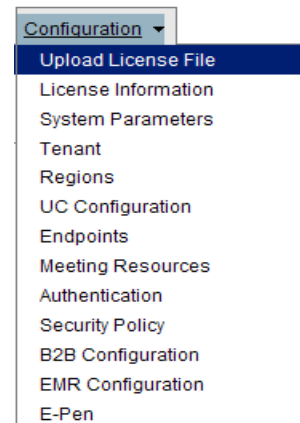 Configuration
Upload License File
License Information
System Parameters
Tenant
Regions
UC Configuration
Endpoints
Meeting Resources
Authentication
Security Policy
B2B Configuration
EMR Configuration
E-Pen